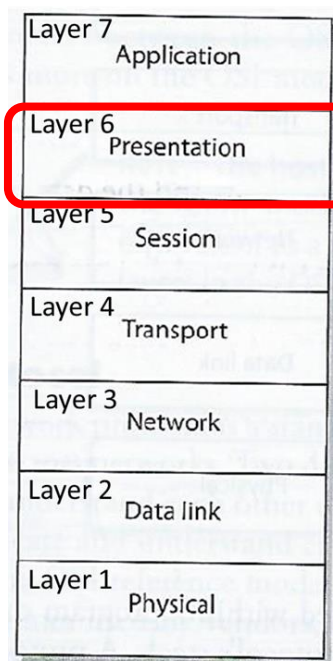 Layer 7
Application
Layer 6
Presentation
Layer 5
Session
Layer 4
Transport
Layer 3
Network
Layer 2
Data link
Layer 1
Physical